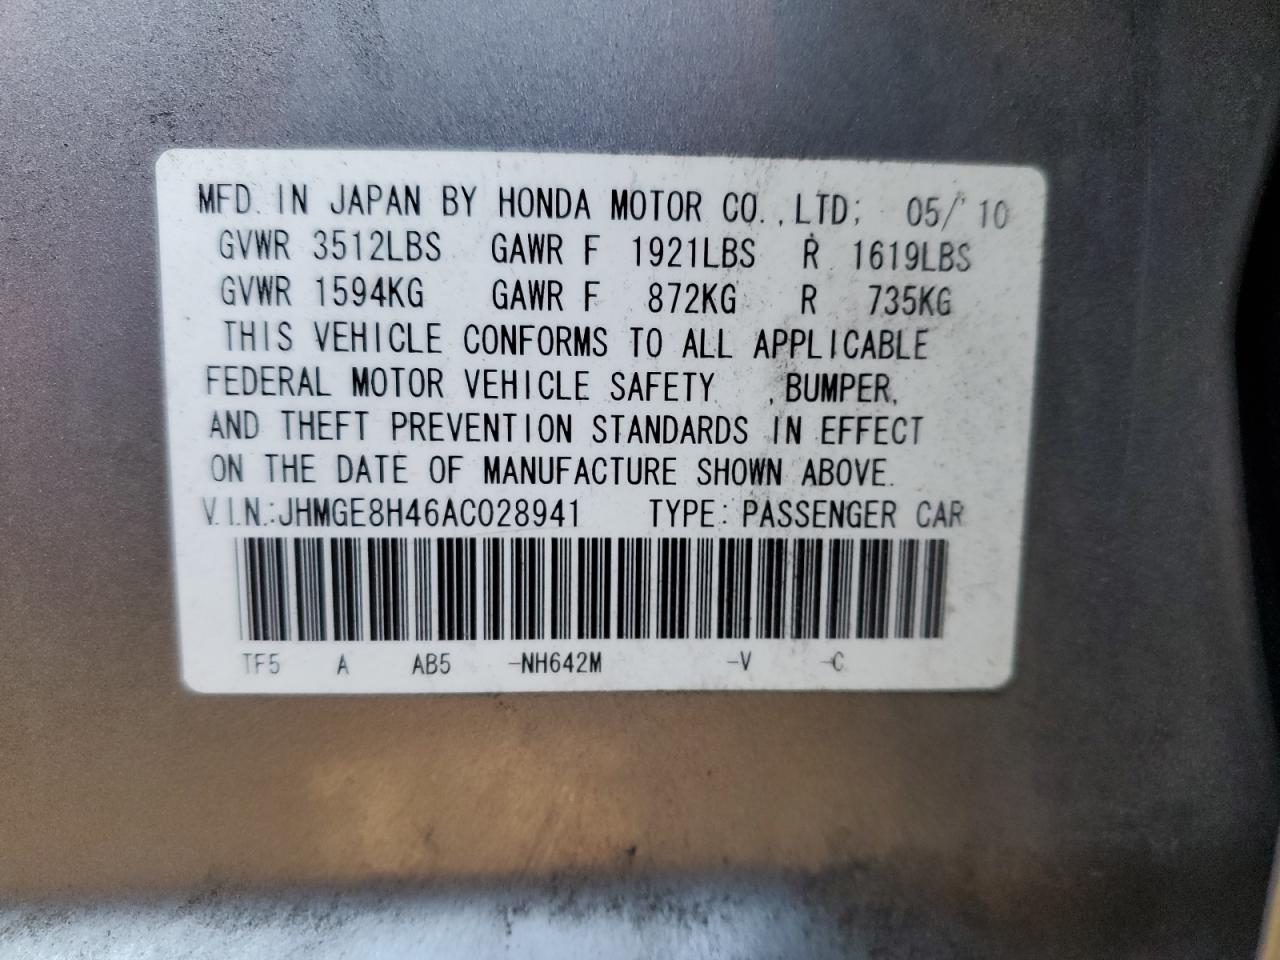 MFD. IN JAPAN BY HONDA MOTOR CO.,LTD; 05/'10
GVWR 3512LBS GAWR F 1921LBS R 1619LBS
GVWR 1594KG GAWR F 872KG R 735KG
THIS VEHICLE CONFORMS TO ALL APPLICABLE
FEDERAL MOTOR VEHICLE SAFETY ,BUMPER,
AND THEFT PREVENTION STANDARDS IN EFFECT
ON THE DATE OF MANUFACTURE SHOWN ABOVE.
V.I.N.:JHMGE8H46AC028941 TYPE: PASSENGER CAR
TF5 A AB5 -NH642M -V -C